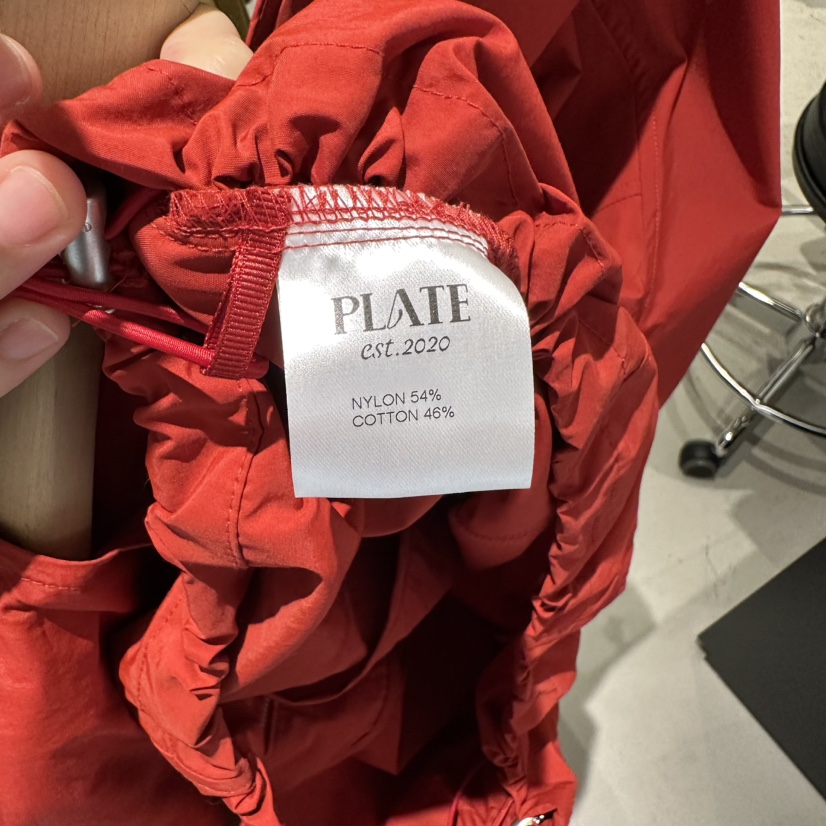 PLATE
est.2020
NYLON 54%
COTTON 46%